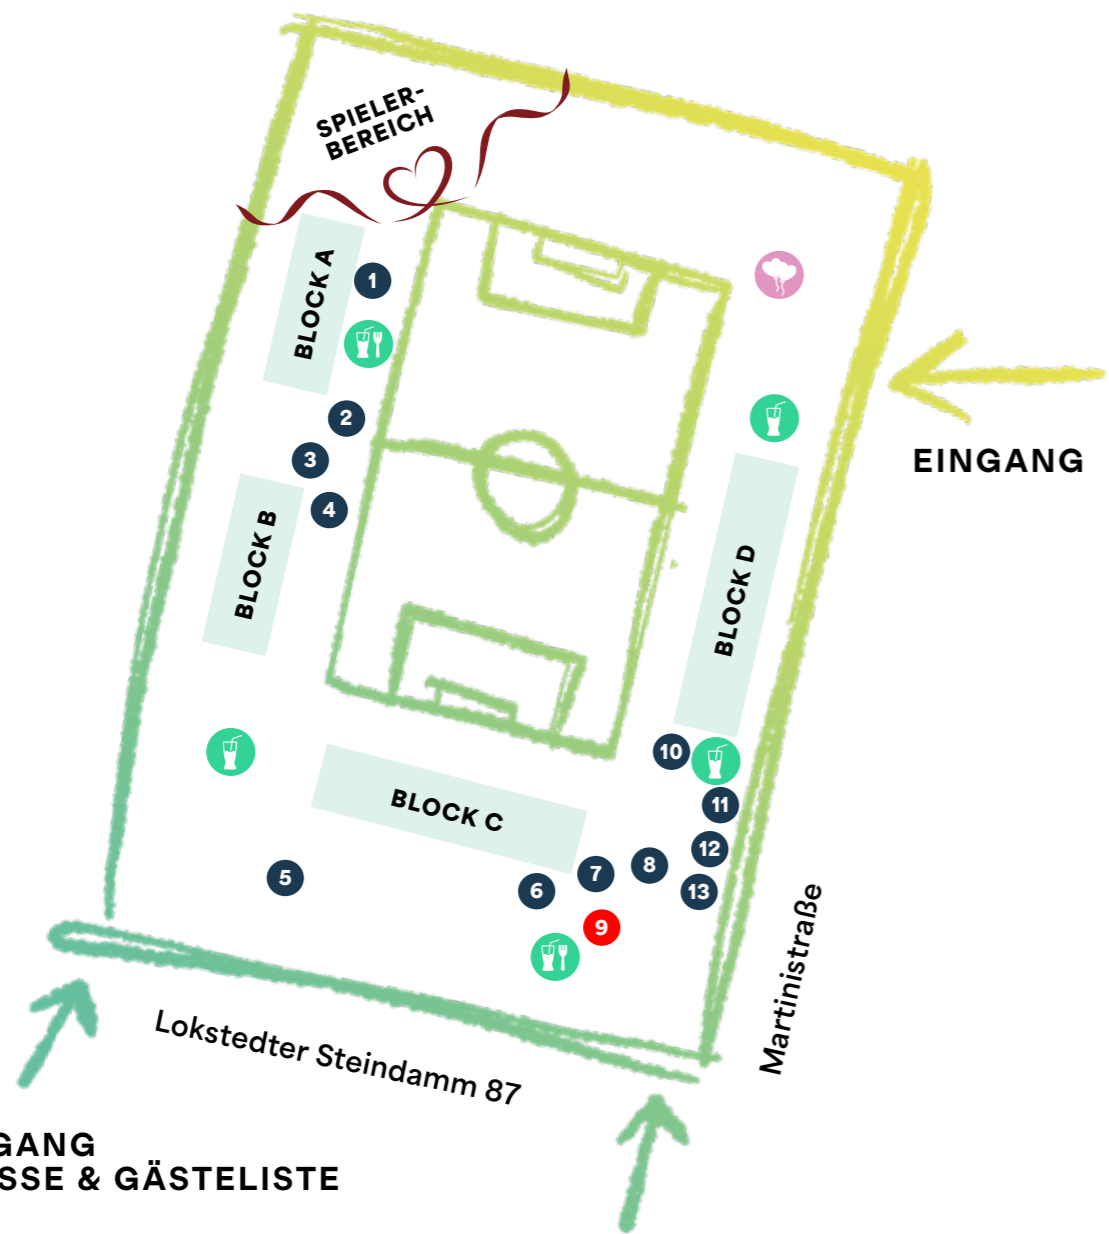 SPIELER-
BEREICH
BLOCK A
1
2
3
4
BLOCK B
EINGANG
BLOCK D
10
11
12
13
BLOCK C
5
6
7
8
9
Martinistraße
Lokstedter Steindamm 87
GANG
SSE & GÄSTELISTE